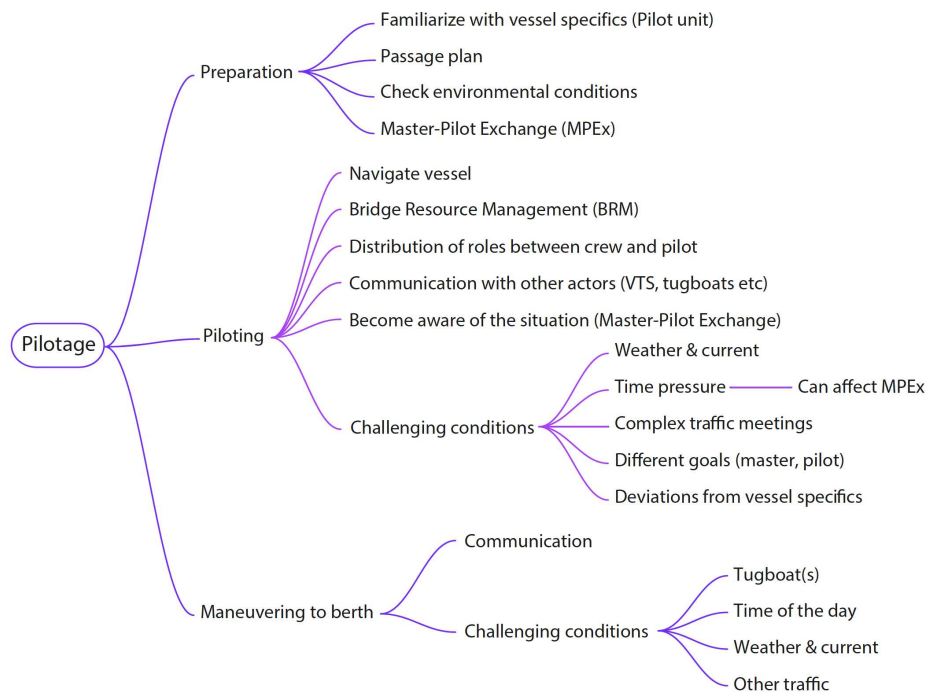 Pilotage
Preparation
Familiarize with vessel specifics (Pilot unit)
Passage plan
Check environmental conditions
Master-Pilot Exchange (MPEx)
Piloting
Navigate vessel
Bridge Resource Management (BRM)
Distribution of roles between crew and pilot
Communication with other actors (VTS, tugboats etc)
Become aware of the situation (Master-Pilot Exchange)
Challenging conditions
Weather & current
Time pressure
Can affect MPEx
Complex traffic meetings
Different goals (master, pilot)
Deviations from vessel specifics
Maneuvering to berth
Communication
Challenging conditions
Tugboat(s)
Time of the day
Weather & current
Other traffic